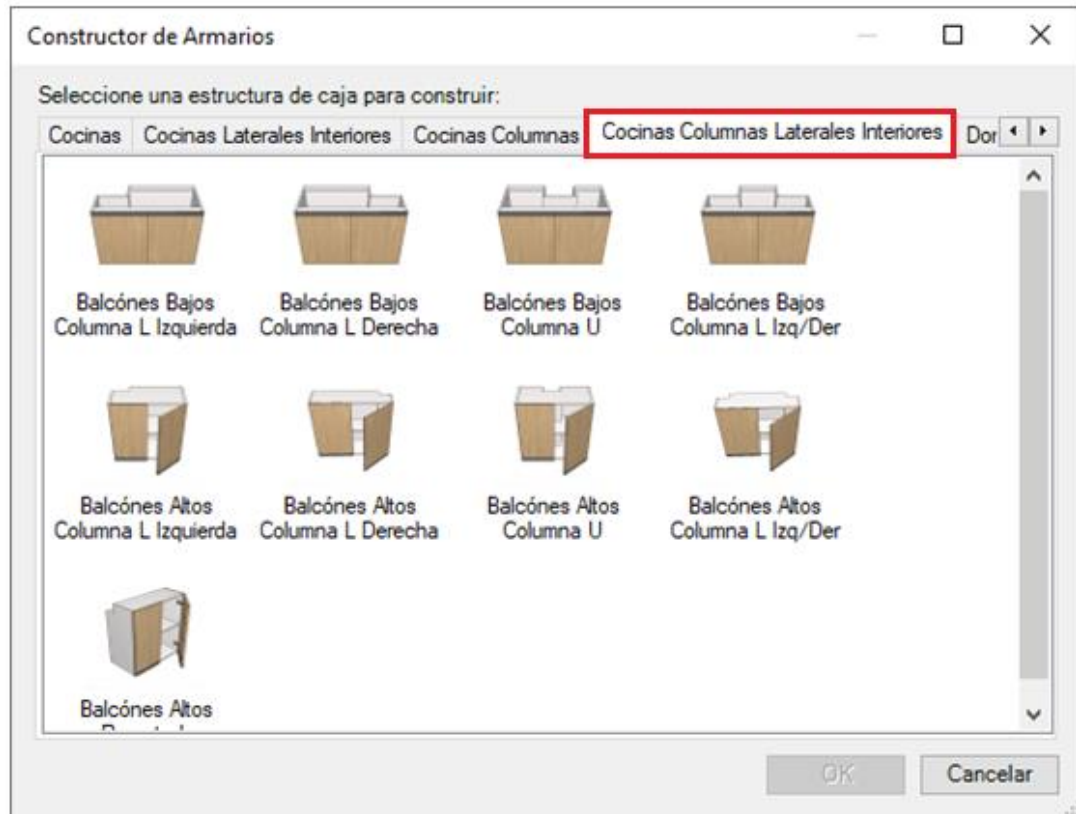 Constructor de Armarios
Seleccione una estructura de caja para construir:
Cocinas Cocinas Laterales Interiores Cocinas Columnas Cocinas Columnas Laterales Interiores
Balcónes Bajos Balcónes Bajos Balcónes Bajos Balcónes Bajos
Columna L Izquierda Columna L Derecha Columna U Columna L Izq/Der
Balcónes Altos Balcónes Altos Balcónes Altos Balcónes Altos
Columna L Izquierda Columna L Derecha Columna U Columna L Izq/Der
Balcónes Altos
OK Cancelar